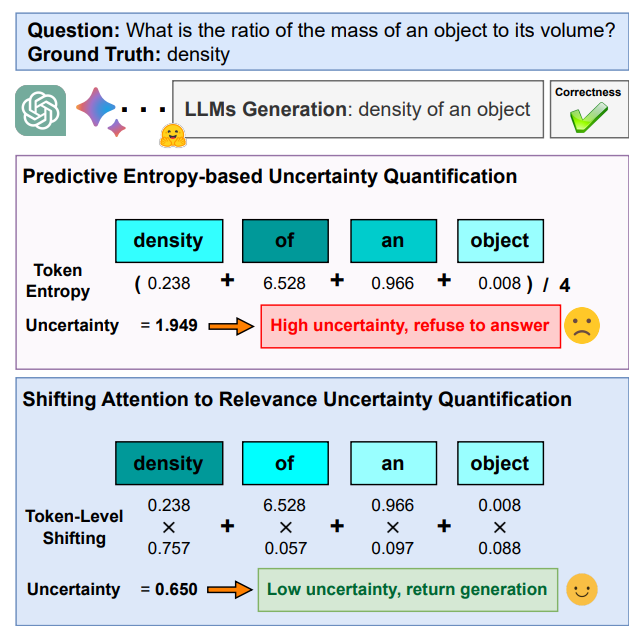 Question: What is the ratio of the mass of an object to its volume?
Ground Truth: density
LLMs Generation: density of an object
Correctness
Predictive Entropy-based Uncertainty Quantification
density of an object
Token Entropy ( 0.238 + 6.528 + 0.966 + 0.008 ) / 4
Uncertainty = 1.949 High uncertainty, refuse to answer
Shifting Attention to Relevance Uncertainty Quantification
density of an object
0.238 6.528 0.966 0.008
Token-Level Shifting × + × + × + ×
0.757 0.057 0.097 0.088
Uncertainty = 0.650 Low uncertainty, return generation